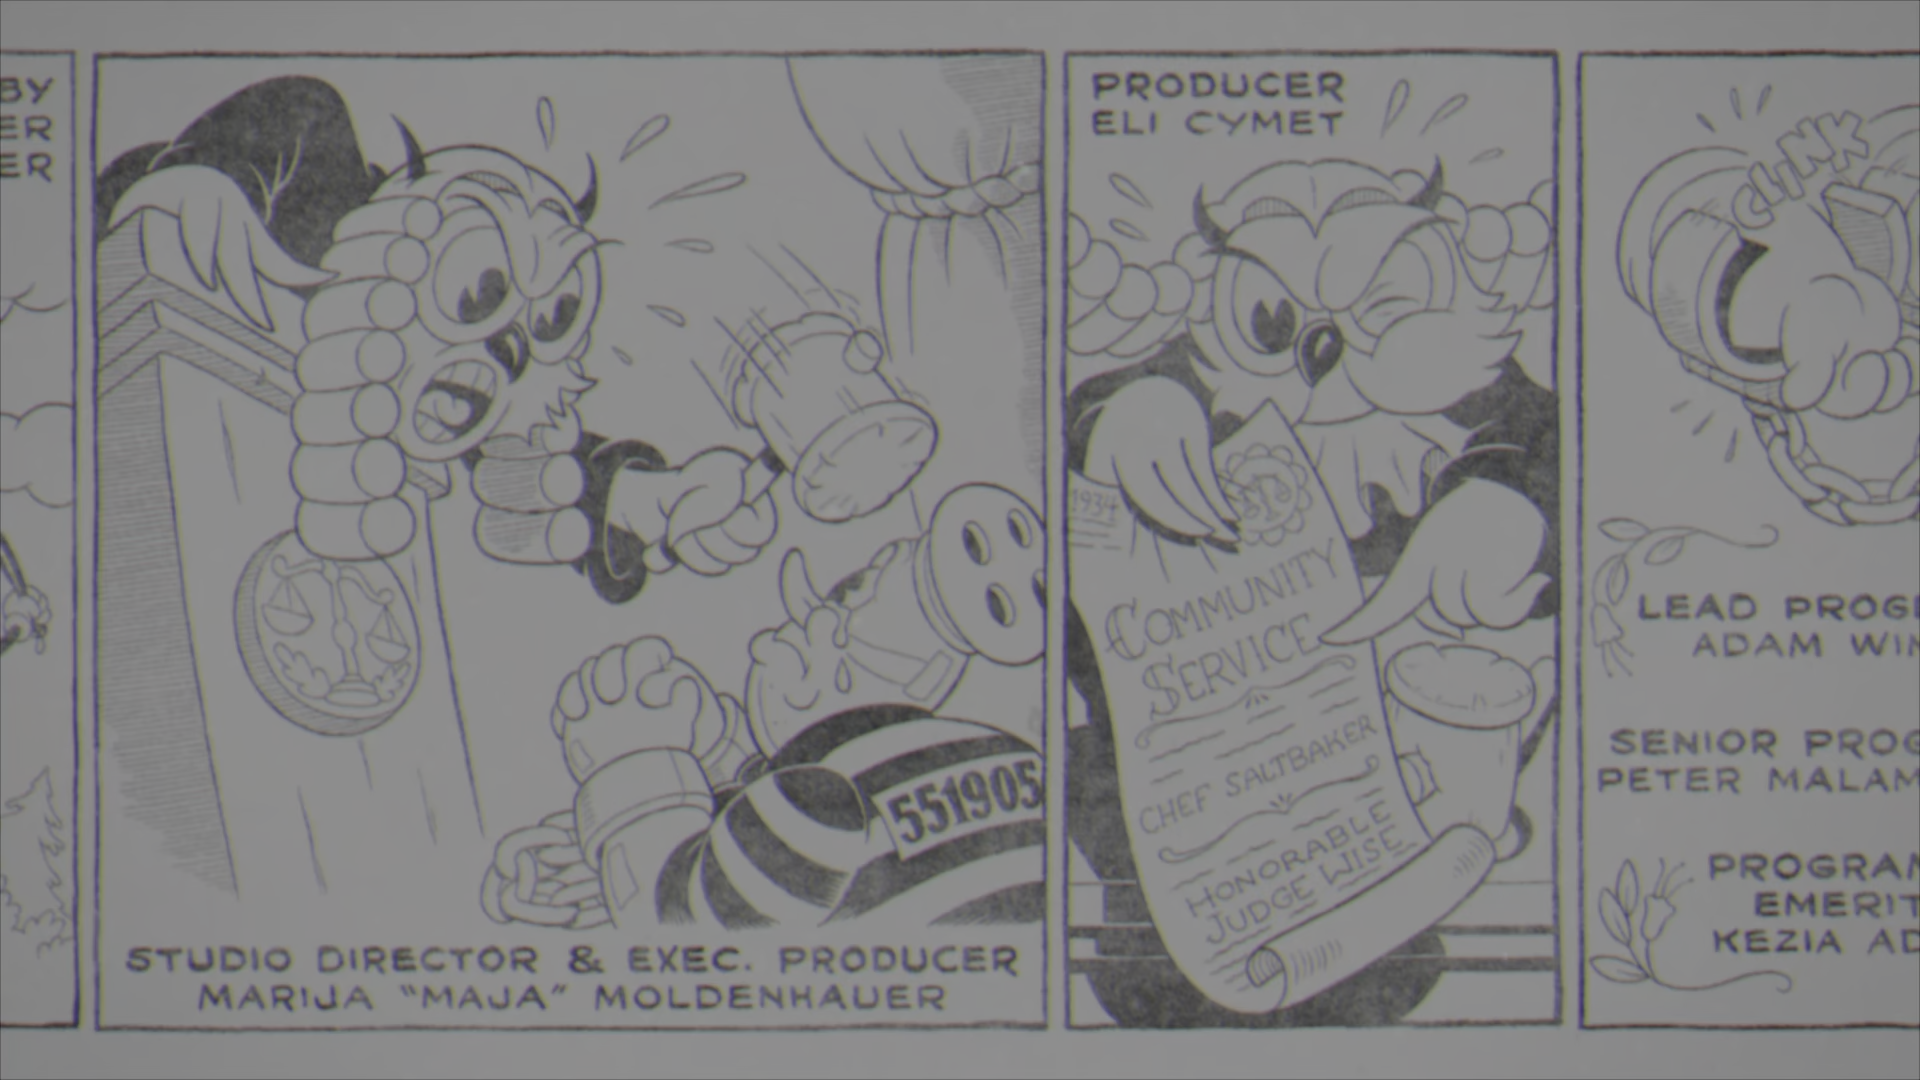 BY
ER
ER
551905
STUDIO DIRECTOR & EXEC. PRODUCER
MARIJA "MAJA" MOLDENHAUER
PRODUCER
ELI CYMET
1934
COMMUNITY
SERVICE
CHEF SALTBAKER
HONORABLE
JUDGE WISE
CLINK
LEAD PROG
ADAM WIN
SENIOR PROG
PETER MALAM
PROGRAM
EMERIT
KEZIA AD